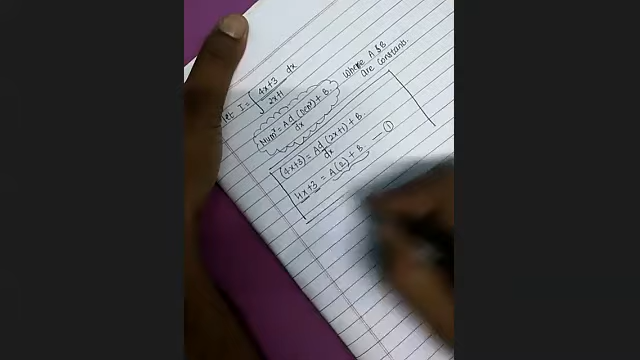 let I = ∫ 4x+3 / 2x+1 dx
Num^r = A d/dx (Den^r) + B
where A & B
are constants.
(4x+3) = A d/dx (2x+1) + B.
4x+3 = A(2) + B — ①